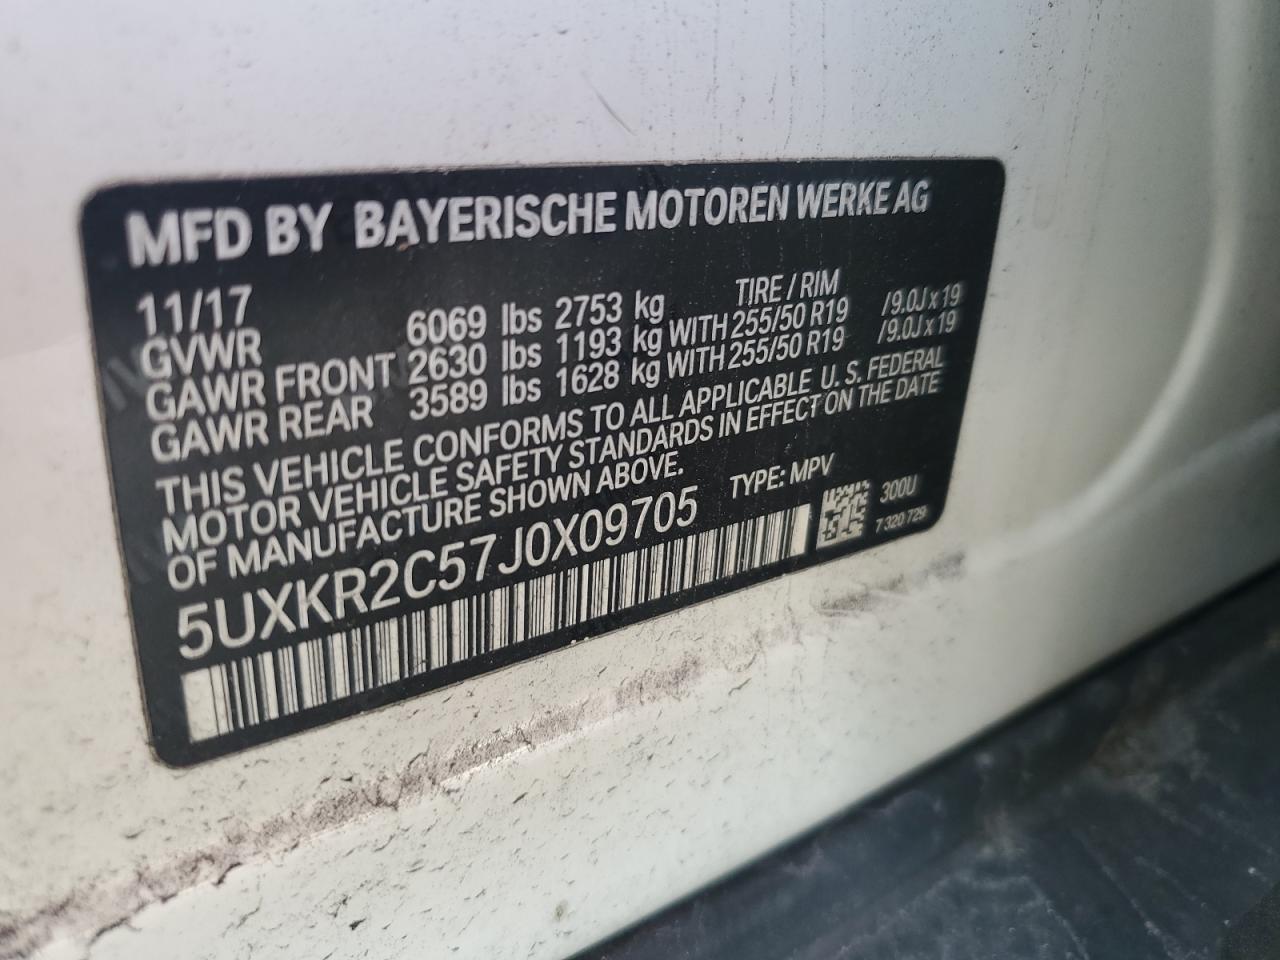 MFD BY BAYERISCHE MOTOREN WERKE AG
11/17
TIRE / RIM
GVWR 6069 lbs 2753 kg
GAWR FRONT 2630 lbs 1193 kg WITH 255/50 R19 /9.0J x 19
GAWR REAR 3589 lbs 1628 kg WITH 255/50 R19 /9.0J x 19
THIS VEHICLE CONFORMS TO ALL APPLICABLE U. S. FEDERAL
MOTOR VEHICLE SAFETY STANDARDS IN EFFECT ON THE DATE
OF MANUFACTURE SHOWN ABOVE.
TYPE: MPV
5UXKR2C57J0X09705
300U
7 320 729